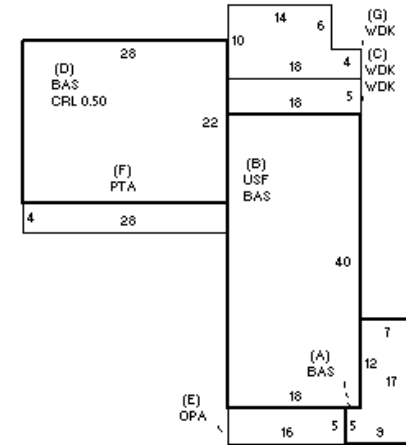 14
6
(G)
WDK
28
10
4
(C)
WDK
WDK
18
(D)
BAS
CRL 0.50
18
5
22
(F)
PTA
(B)
USF
BAS
4
28
40
7
(A)
BAS
12
17
18
(E)
OPA
16
5
5
9